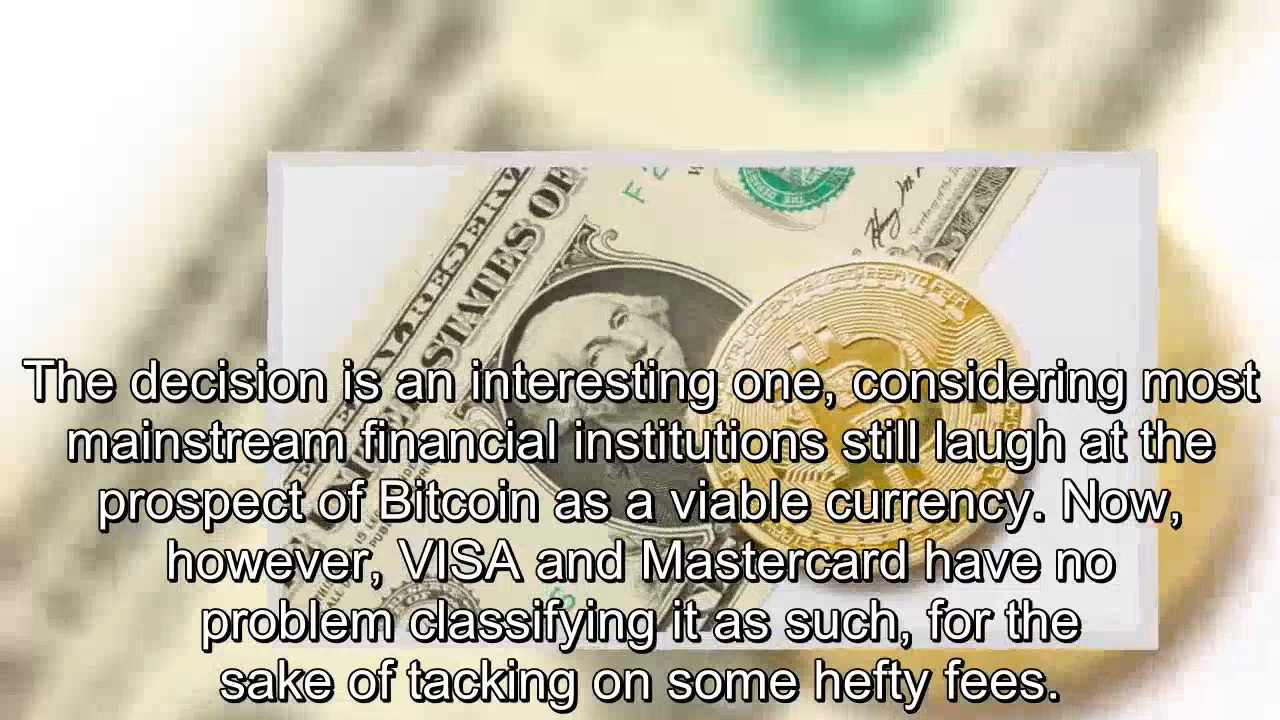 The decision is an interesting one, considering most
mainstream financial institutions still laugh at the
prospect of Bitcoin as a viable currency. Now,
however, VISA and Mastercard have no
problem classifying it as such, for the
sake of tacking on some hefty fees.
STATES OF